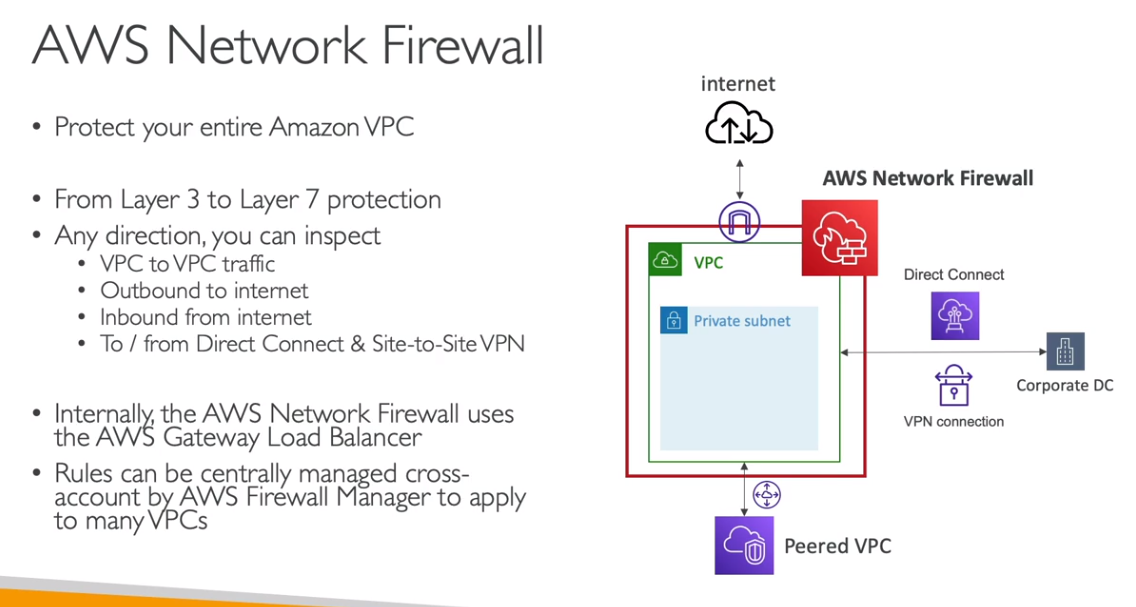 AWS Network Firewall
• Protect your entire Amazon VPC
• From Layer 3 to Layer 7 protection
• Any direction, you can inspect
• VPC to VPC traffic
• Outbound to internet
• Inbound from internet
• To / from Direct Connect & Site-to-Site VPN
• Internally, the AWS Network Firewall uses
the AWS Gateway Load Balancer
• Rules can be centrally managed cross-
account by AWS Firewall Manager to apply
to many VPCs
internet
AWS Network Firewall
VPC
Private subnet
Direct Connect
Corporate DC
VPN connection
Peered VPC